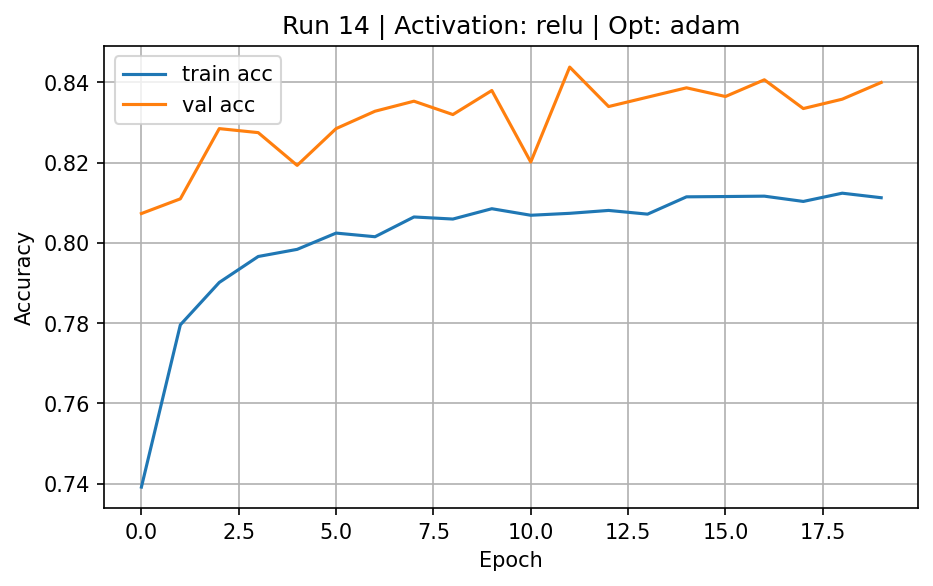 Run 14 | Activation: relu | Opt: adam
train acc
val acc
0.84
0.82
0.80
0.78
0.76
0.74
Accuracy
0.0 2.5 5.0 7.5 10.0 12.5 15.0 17.5
Epoch